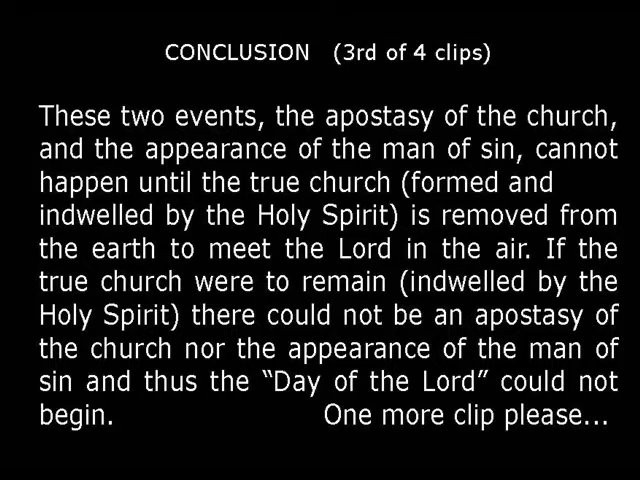 CONCLUSION (3rd of 4 clips)
These two events, the apostasy of the church,
and the appearance of the man of sin, cannot
happen until the true church (formed and
indwelled by the Holy Spirit) is removed from
the earth to meet the Lord in the air. If the
true church were to remain (indwelled by the
Holy Spirit) there could not be an apostasy of
the church nor the appearance of the man of
sin and thus the “Day of the Lord” could not
begin. One more clip please...